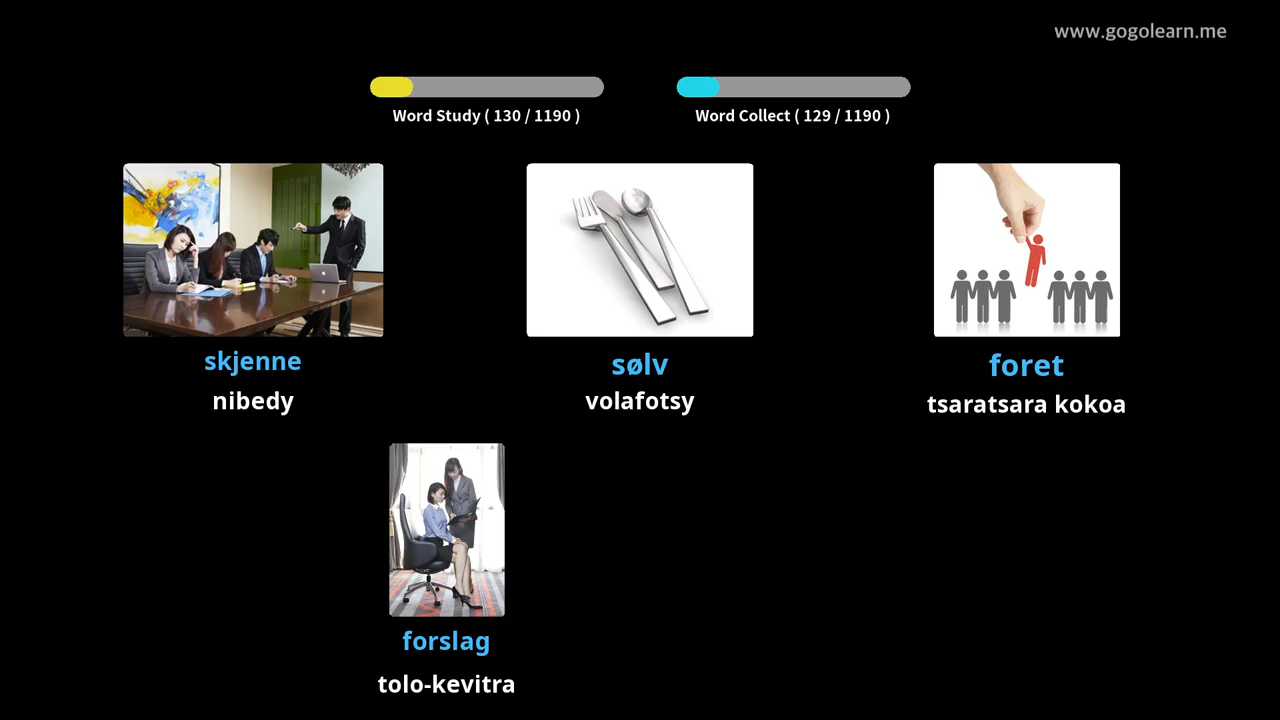 www.gogolearn.me
Word Study ( 130 / 1190 )
Word Collect ( 129 / 1190 )
skjenne
nibedy
sølv
volafotsy
foret
tsaratsara kokoa
forslag
tolo-kevitra